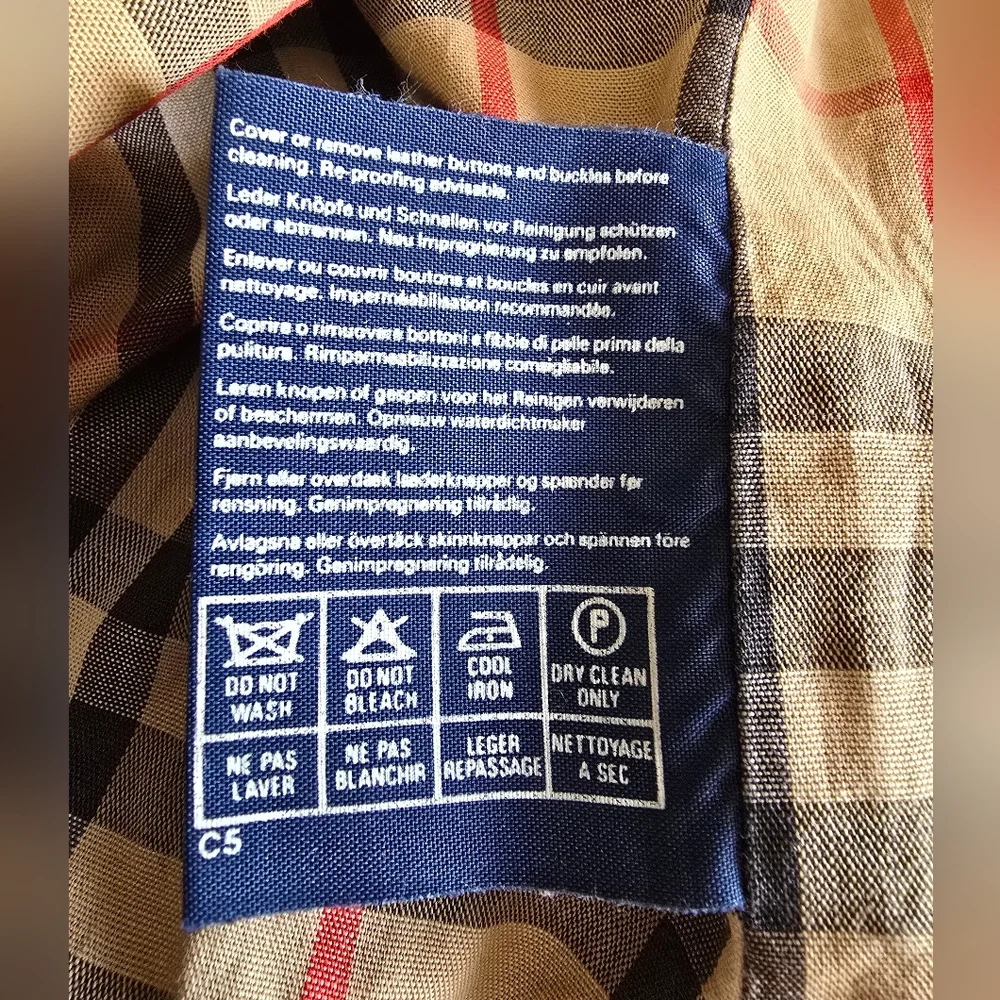 Cover or remove leather buttons and buckles before
cleaning. Re-proofing advisable.
Leder Knöpfe und Schnallen vor Reinigung schützen
oder abtrennen. Neu Impregnierung zu empfolen.
Enlever ou couvrir boutons et boucles en cuir avant
nettoyage. Imperméabilisation recommandée.
Coprire o rimuovere bottoni e fibbie di pelle prima della
pulitura. Rimpermeabilizzazione consigliabile.
Leren knopen of gespen voor het Reinigen verwijderen
of beschermen. Opnieuw waterdichtmaker
aanbevelingswaardig.
Fjern eller overdæk læderknapper og spænder før
rensning. Genimprægnering tilrådelig.
Avlagsna eller övertäck skinnknappar och spännen fore
rengöring. Genimpregnering tillrådelig.
DO NOT WASH
DO NOT BLEACH
COOL IRON
P
DRY CLEAN ONLY
NE PAS LAVER
NE PAS BLANCHIR
LEGER REPASSAGE
NETTOYAGE A SEC
C5